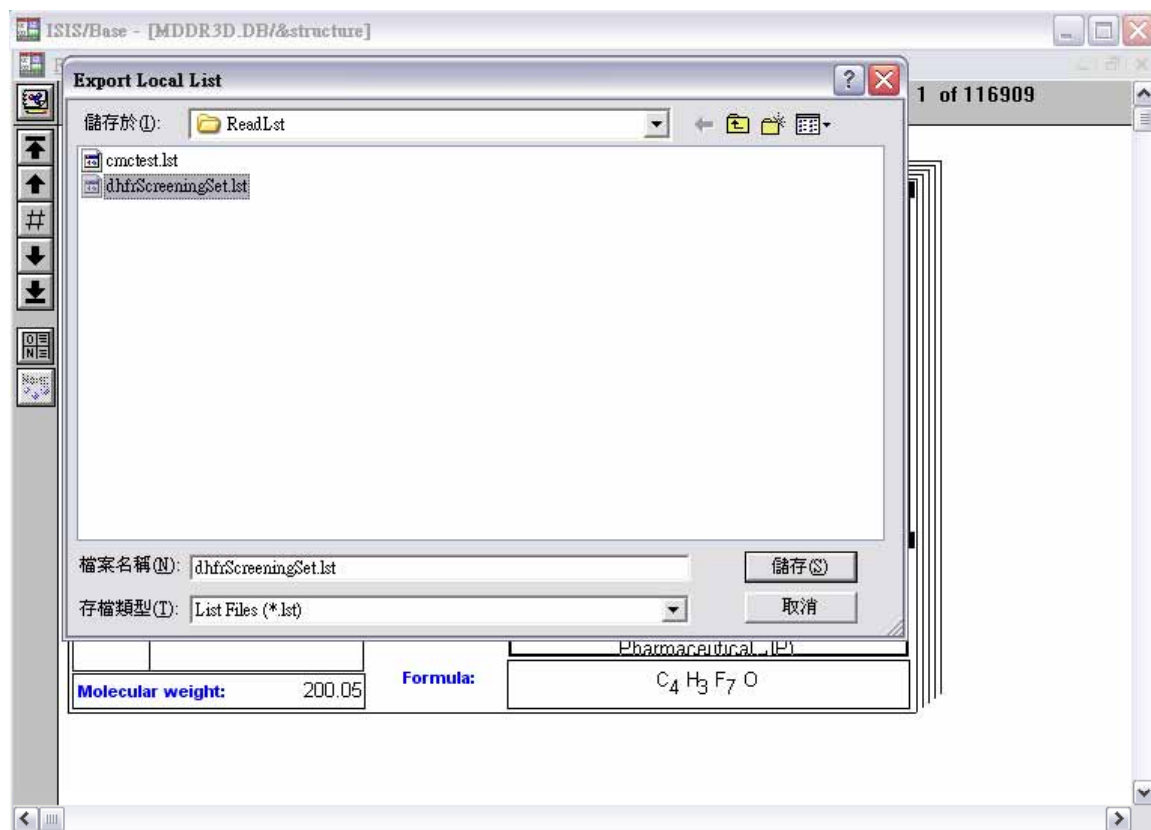 ISIS/Base - [MDDR3D.DB/&structure]
Export Local List
1 of 116909
儲存於(I): ReadLst
cmctest.lst
dhfrScreeningSet.lst
檔案名稱(N): dhfrScreeningSet.lst 儲存(S)
存檔類型(T): List Files (*.lst) 取消
Molecular weight: 200.05 Formula: C4 H3 F7 O